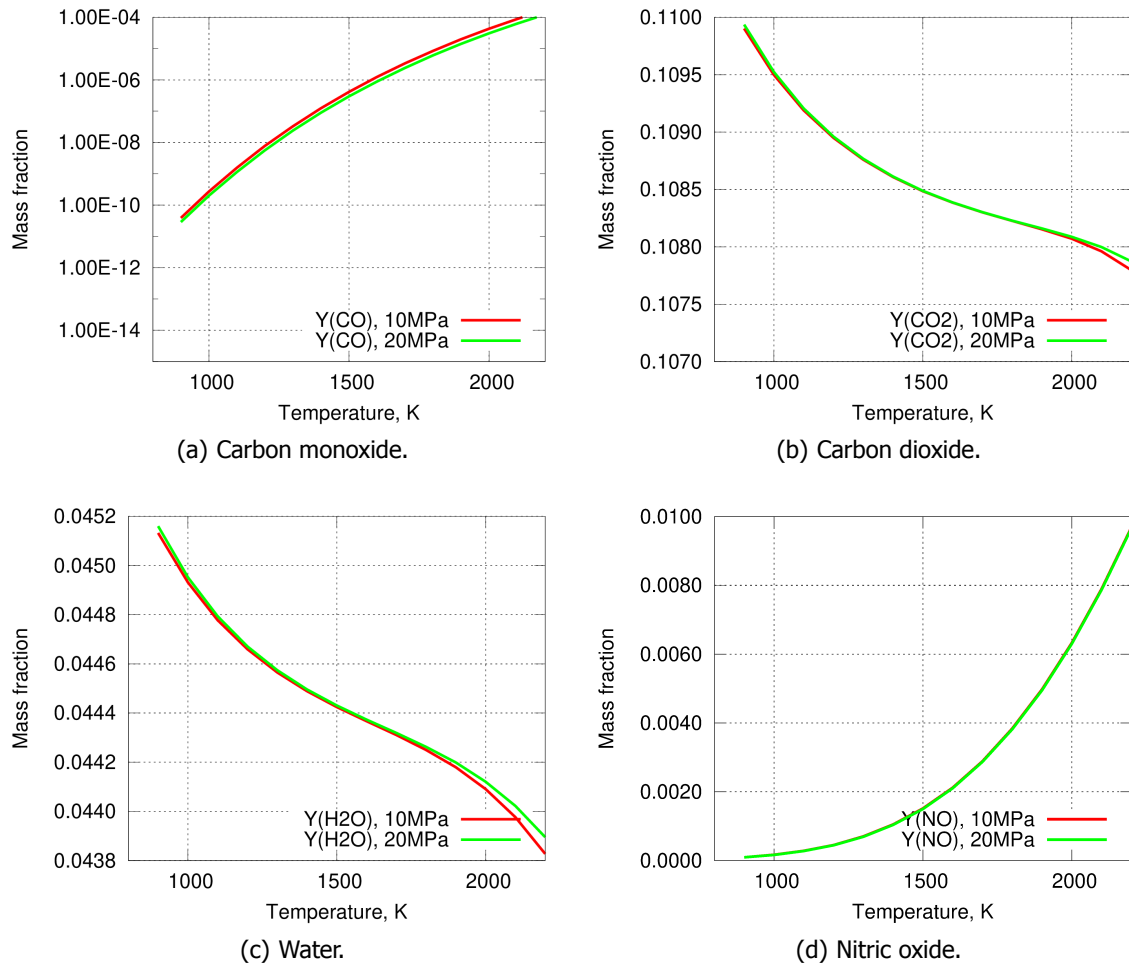 1.00E-04
1.00E-06
1.00E-08
1.00E-10
1.00E-12
1.00E-14
Mass fraction
Y(CO), 10MPa
Y(CO), 20MPa
1000 1500 2000
Temperature, K
(a) Carbon monoxide.
0.1100
0.1095
0.1090
0.1085
0.1080
0.1075
0.1070
Mass fraction
Y(CO2), 10MPa
Y(CO2), 20MPa
1000 1500 2000
Temperature, K
(b) Carbon dioxide.
0.0452
0.0450
0.0448
0.0446
0.0444
0.0442
0.0440
0.0438
Mass fraction
Y(H2O), 10MPa
Y(H2O), 20MPa
1000 1500 2000
Temperature, K
(c) Water.
0.0100
0.0080
0.0060
0.0040
0.0020
0.0000
Mass fraction
Y(NO), 10MPa
Y(NO), 20MPa
1000 1500 2000
Temperature, K
(d) Nitric oxide.